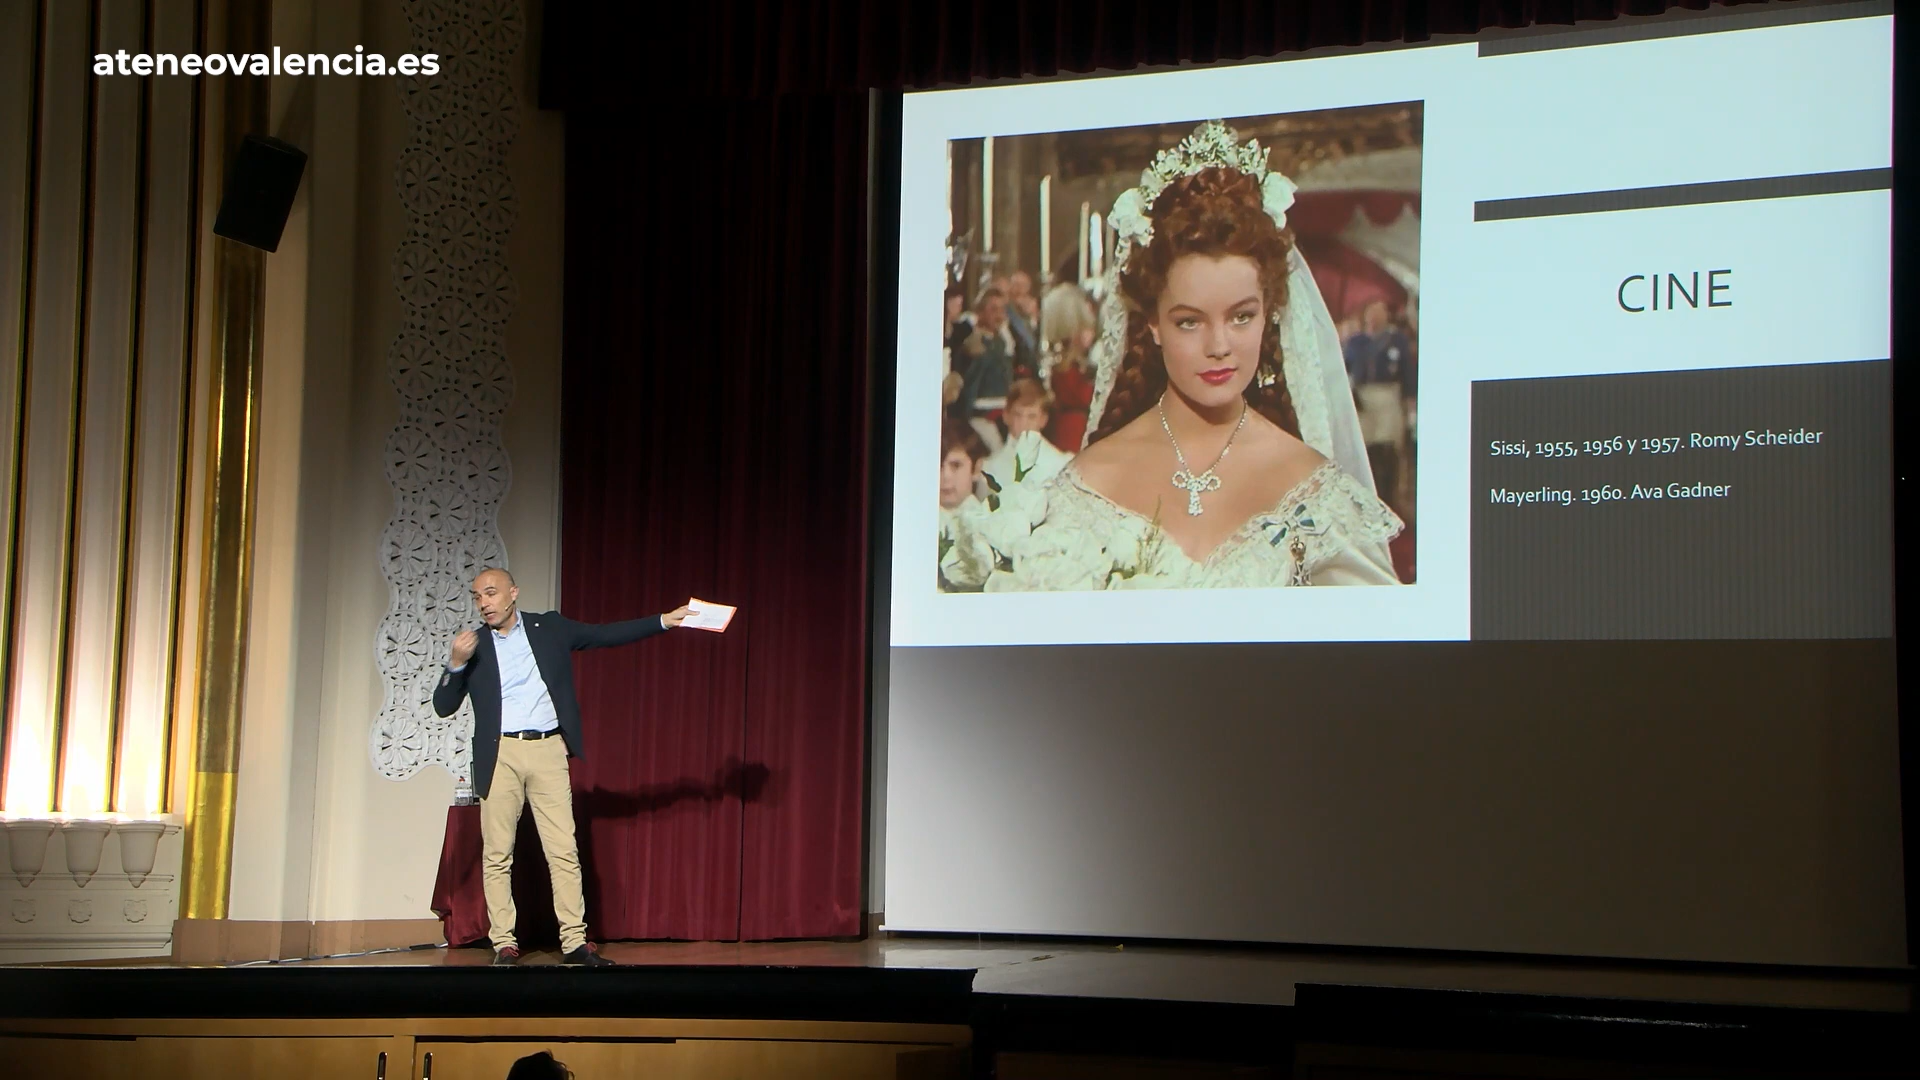 ateneovalencia.es
CINE
Sissi, 1955, 1956 y 1957. Romy Scheider
Mayerling. 1960. Ava Gadner